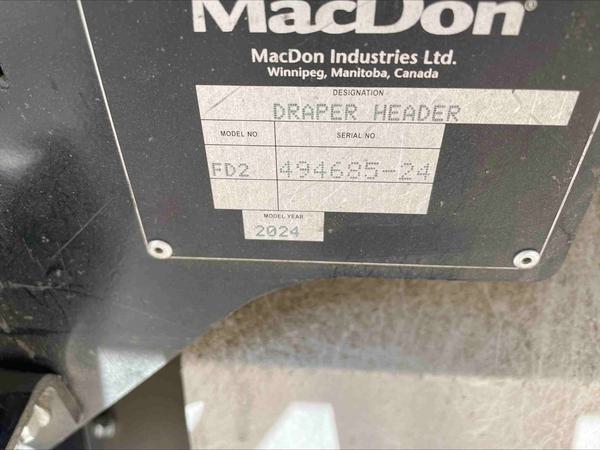 MacDon®
MacDon Industries Ltd.
Winnipeg, Manitoba, Canada
DESIGNATION
DRAPER HEADER
MODEL NO
SERIAL NO
FD2
494685-24
MODEL YEAR
2024